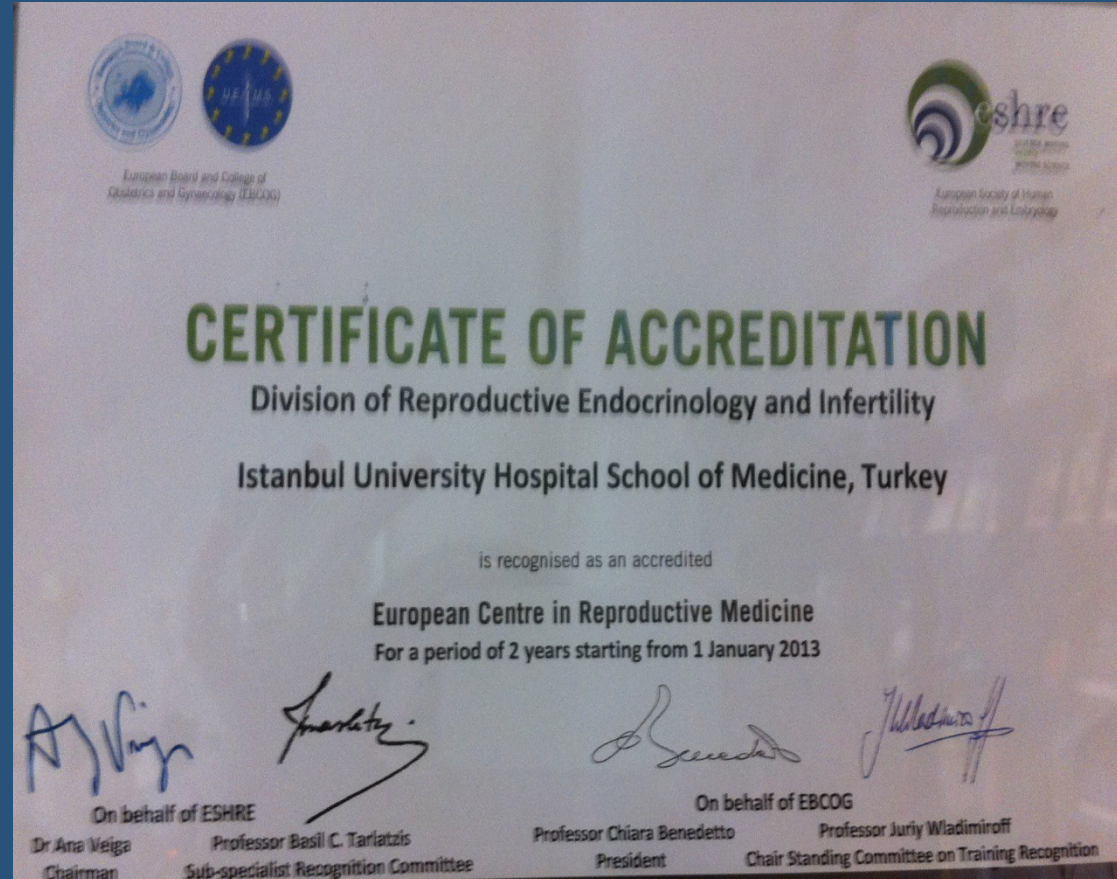 U.E.M.S
European Board and College of
Obstetrics and Gynaecology (EBCOG)
eshre
European Society of Human
Reproduction and Embryology
CERTIFICATE OF ACCREDITATION
Division of Reproductive Endocrinology and Infertility
Istanbul University Hospital School of Medicine, Turkey
is recognised as an accredited
European Centre in Reproductive Medicine
For a period of 2 years starting from 1 January 2013
On behalf of ESHRE
On behalf of EBCOG
Dr Ana Veiga
Professor Basil C. Tarlatzis
Professor Chiara Benedetto
Professor Juriy Wladimiroff
Chairman
Sub-specialist Recognition Committee
President
Chair Standing Committee on Training Recognition